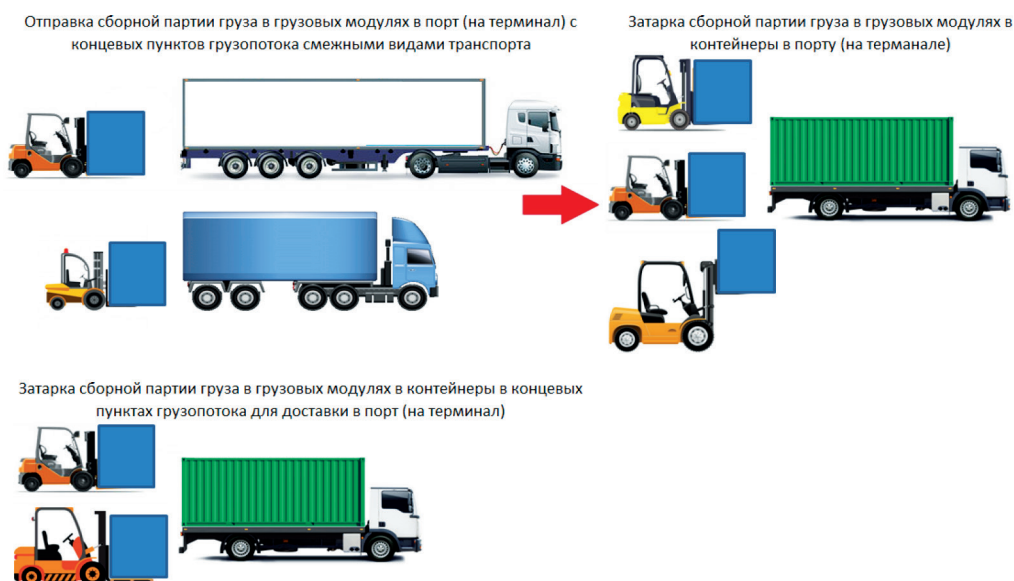 Отправка сборной партии груза в грузовых модулях в порт (на терминал) с
концевых пунктов грузопотока смежными видами транспорта
Затарка сборной партии груза в грузовых модулях в
контейнеры в порту (на терманале)
Затарка сборной партии груза в грузовых модулях в контейнеры в концевых
пунктах грузопотока для доставки в порт (на терминал)